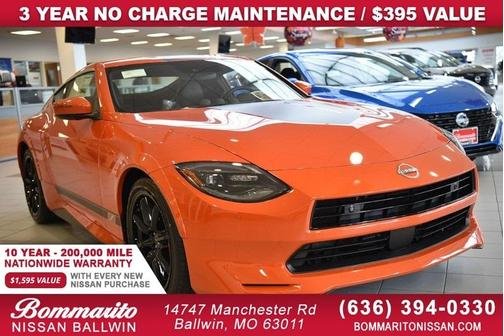 3 YEAR NO CHARGE MAINTENANCE / $395 VALUE
NISSAN
10 YEAR - 200,000 MILE
NATIONWIDE WARRANTY
$1,595 VALUE
WITH EVERY NEW
NISSAN PURCHASE
Bommarito
NISSAN BALLWIN
14747 Manchester Rd
Ballwin, MO 63011
(636) 394-0330
BOMMARITONISSAN.COM